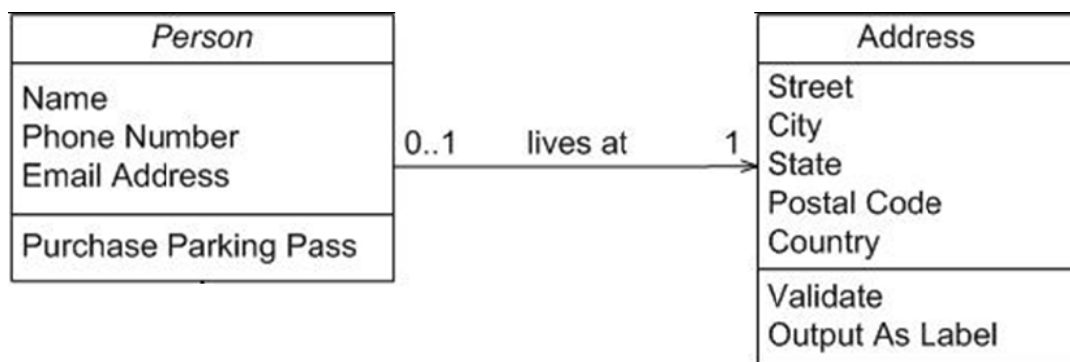 Person
Name
Phone Number
Email Address
Purchase Parking Pass
0..1 lives at 1
Address
Street
City
State
Postal Code
Country
Validate
Output As Label